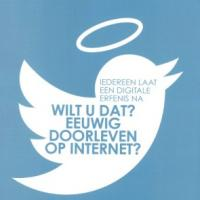 IEDEREEN LAAT
EEN DIGITALE
ERFENIS NA
WILT U DAT?
EEUWIG
DOORLEVEN
OP INTERNET?